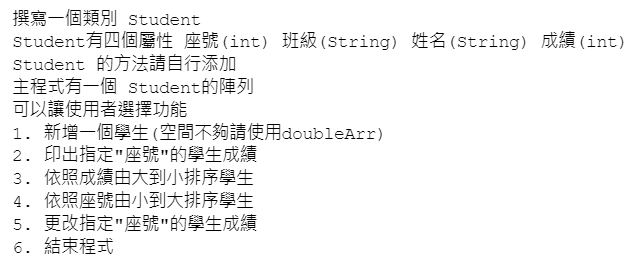 撰寫一個類別 Student
Student有四個屬性 座號(int) 班級(String) 姓名(String) 成績(int)
Student 的方法請自行添加
主程式有一個 Student的陣列
可以讓使用者選擇功能
1. 新增一個學生(空間不夠請使用doubleArr)
2. 印出指定"座號"的學生成績
3. 依照成績由大到小排序學生
4. 依照座號由小到大排序學生
5. 更改指定"座號"的學生成績
6. 結束程式